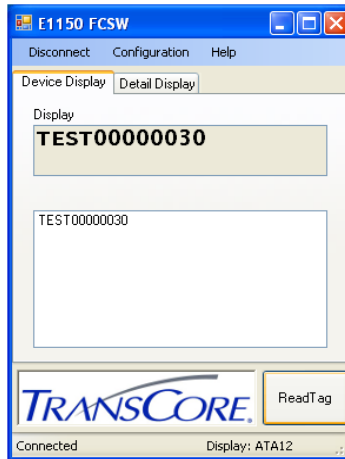 E1150 FCSW
Disconnect Configuration Help
Device Display Detail Display
Display
TEST00000030
TEST00000030
TRANSCORE.
ReadTag
Connected Display: ATA12